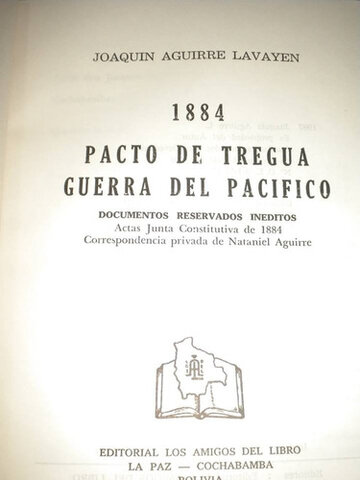 JOAQUIN AGUIRRE LAVAYEN
1884
PACTO DE TREGUA
GUERRA DEL PACIFICO
DOCUMENTOS RESERVADOS INEDITOS
Actas Junta Constitutiva de 1884
Correspondencia privada de Nataniel Aguirre
EDITORIAL LOS AMIGOS DEL LIBRO
LA PAZ — COCHABAMBA
BOLIVIA